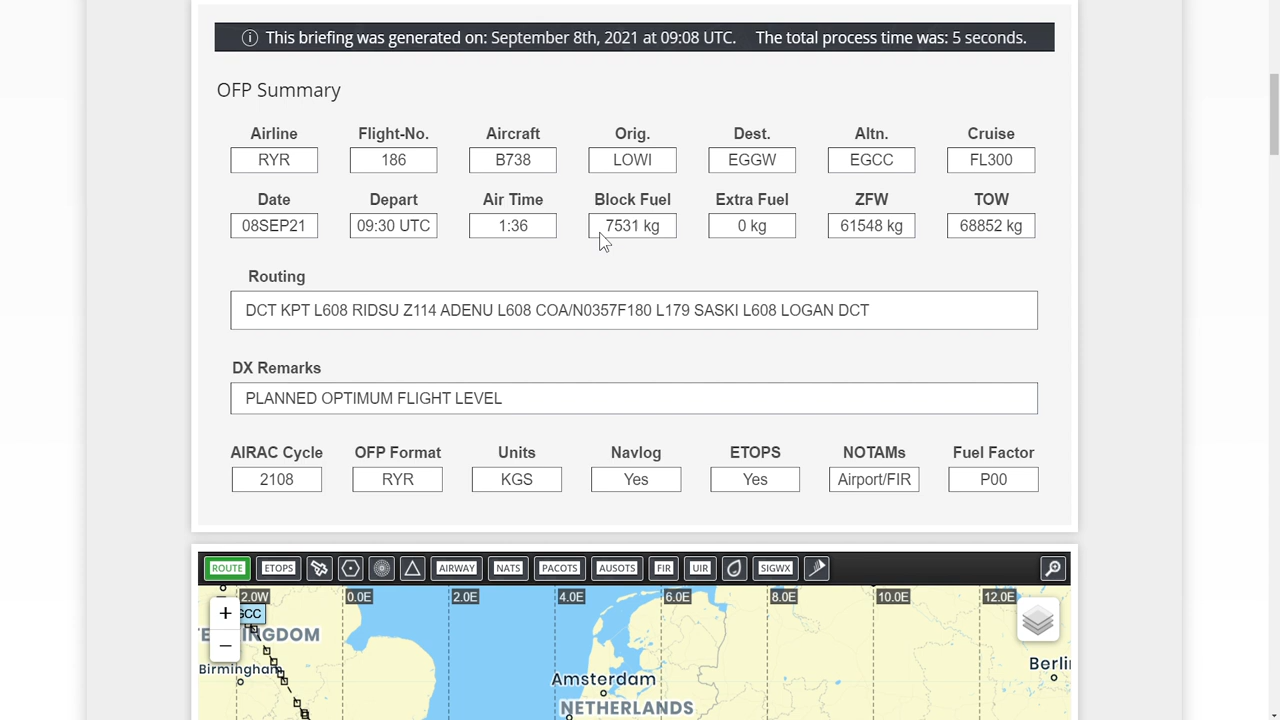 This briefing was generated on: September 8th, 2021 at 09:08 UTC. The total process time was: 5 seconds.
OFP Summary
Airline Flight-No. Aircraft Orig. Dest. Altn. Cruise
RYR 186 B738 LOWI EGGW EGCC FL300
Date Depart Air Time Block Fuel Extra Fuel ZFW TOW
08SEP21 09:30 UTC 1:36 7531 kg 0 kg 61548 kg 68852 kg
Routing
DCT KPT L608 RIDSU Z114 ADENU L608 COA/N0357F180 L179 SASKI L608 LOGAN DCT
DX Remarks
PLANNED OPTIMUM FLIGHT LEVEL
AIRAC Cycle OFP Format Units Navlog ETOPS NOTAMs Fuel Factor
2108 RYR KGS Yes Yes Airport/FIR P00
ROUTE ETOPS AIRWAY NATS PACOTS AUSOTS FIR UIR SIGWX
2.0W 0.0E 2.0E 4.0E 6.0E 8.0E 10.0E 12.0E
+
GCC
INGDOM
−
Birmingham
Berli
Amsterdam
NETHERLANDS